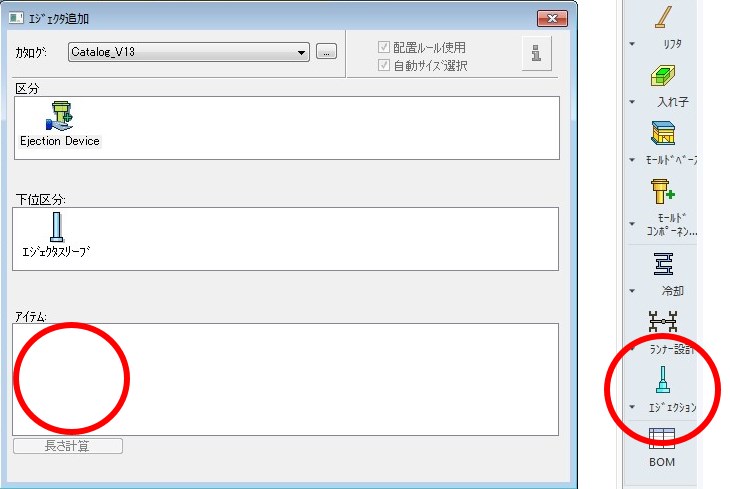 ｴｼﾞｪｸﾀ追加
ｶﾀﾛｸﾞ:
Catalog_V13
...
配置ルール使用
自動サイズ選択
区分
Ejection Device
下位区分:
ｴｼﾞｪｸﾀｽﾘｰﾌﾞ
ｱｲﾃﾑ:
長さ計算
ﾘﾌﾀ
入れ子
ﾓｰﾙﾄﾞﾍﾞｰｽ
ﾓｰﾙﾄﾞ
ｺﾝﾎﾟｰﾈﾝ...
冷却
ﾗﾝﾅｰ設計
ｴｼﾞｪｸｼｮﾝ
BOM